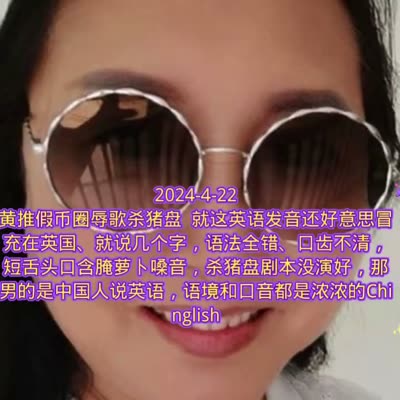 2024-4-22
黄推假币圈辱歌杀猪盘  就这英语发音还好意思冒
充在英国、就说几个字，语法全错、口齿不清，
短舌头口含腌萝卜嗓音，杀猪盘剧本没演好，那
男的是中国人说英语，语境和口音都是浓浓的Chi
nglish